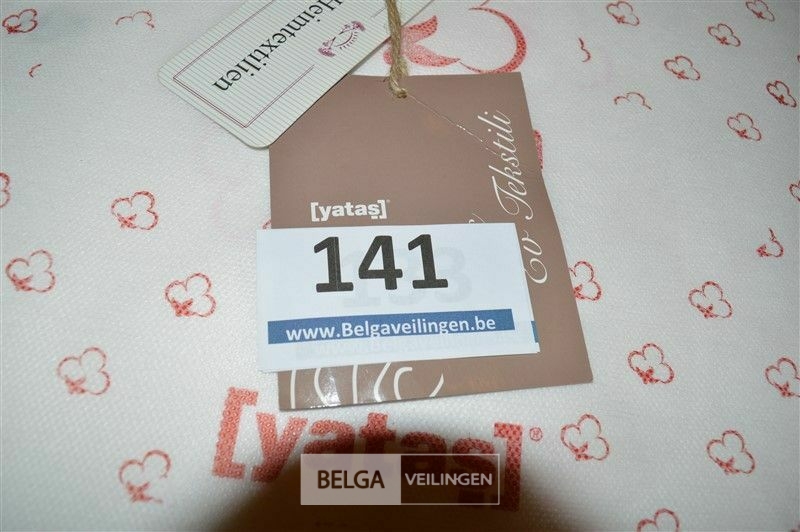 Heimtextilien
Ev Tekstili
[yataş]®
141
www.Belgaveilingen.be
[yataş]®
BELGA VEILINGEN